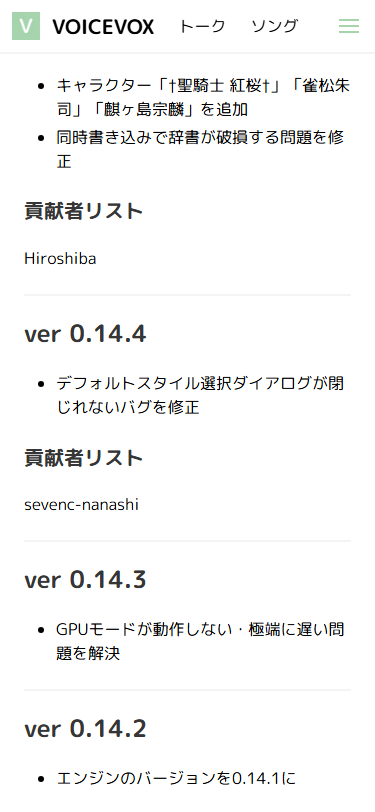 V VOICEVOX トーク ソング
キャラクター「†聖騎士 紅桜†」「雀松朱
司」「麒ヶ島宗麟」を追加
同時書き込みで辞書が破損する問題を修
正
貢献者リスト
Hiroshiba
ver 0.14.4
デフォルトスタイル選択ダイアログが閉
じれないバグを修正
貢献者リスト
sevenc-nanashi
ver 0.14.3
GPUモードが動作しない・極端に遅い問
題を解決
ver 0.14.2
エンジンのバージョンを0.14.1に